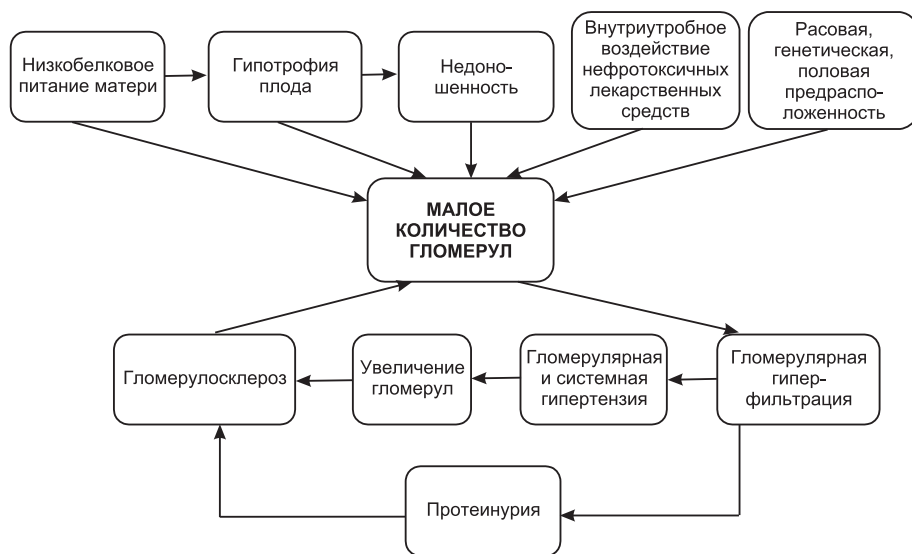 Низкобелковое
питание матери
Гипотрофия
плода
Недоно-
шенность
Внутриутробное
воздействие
нефротоксичных
лекарственных
средств
Расовая,
генетическая,
половая
предраспо-
ложенность
МАЛОЕ
КОЛИЧЕСТВО
ГЛОМЕРУЛ
Гломерулосклероз
Увеличение
гломерул
Гломерулярная
и системная
гипертензия
Гломерулярная
гипер-
фильтрация
Протеинурия